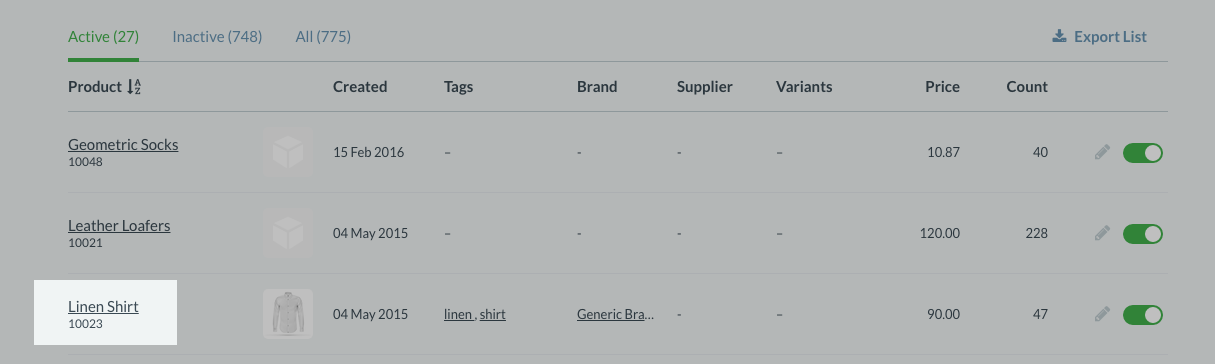 Active (27) Inactive (748) All (775) Export List
Product AZ Created Tags Brand Supplier Variants Price Count
Geometric Socks
10048 15 Feb 2016 – - - – 10.87 40
Leather Loafers
10021 04 May 2015 – - - – 120.00 228
Linen Shirt
10023 04 May 2015 linen , shirt Generic Bra... - – 90.00 47